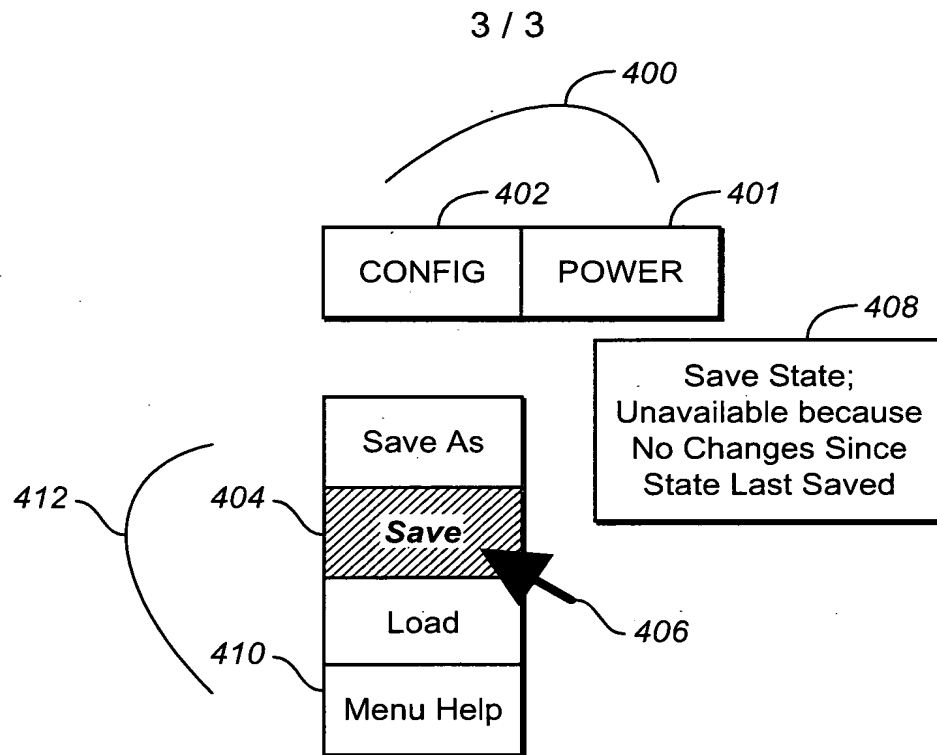 3 / 3
400
402
401
CONFIG
POWER
408
Save State;
Unavailable because
No Changes Since
State Last Saved
Save As
412
404
Save
Load
406
410
Menu Help